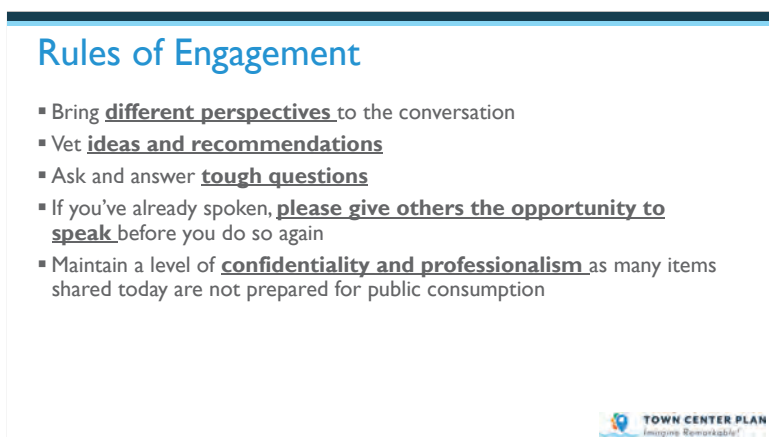 Rules of Engagement
▪ Bring different perspectives to the conversation
▪ Vet ideas and recommendations
▪ Ask and answer tough questions
▪ If you've already spoken, please give others the opportunity to
speak before you do so again
▪ Maintain a level of confidentiality and professionalism as many items
shared today are not prepared for public consumption
TOWN CENTER PLAN
Imagine Remarkable!